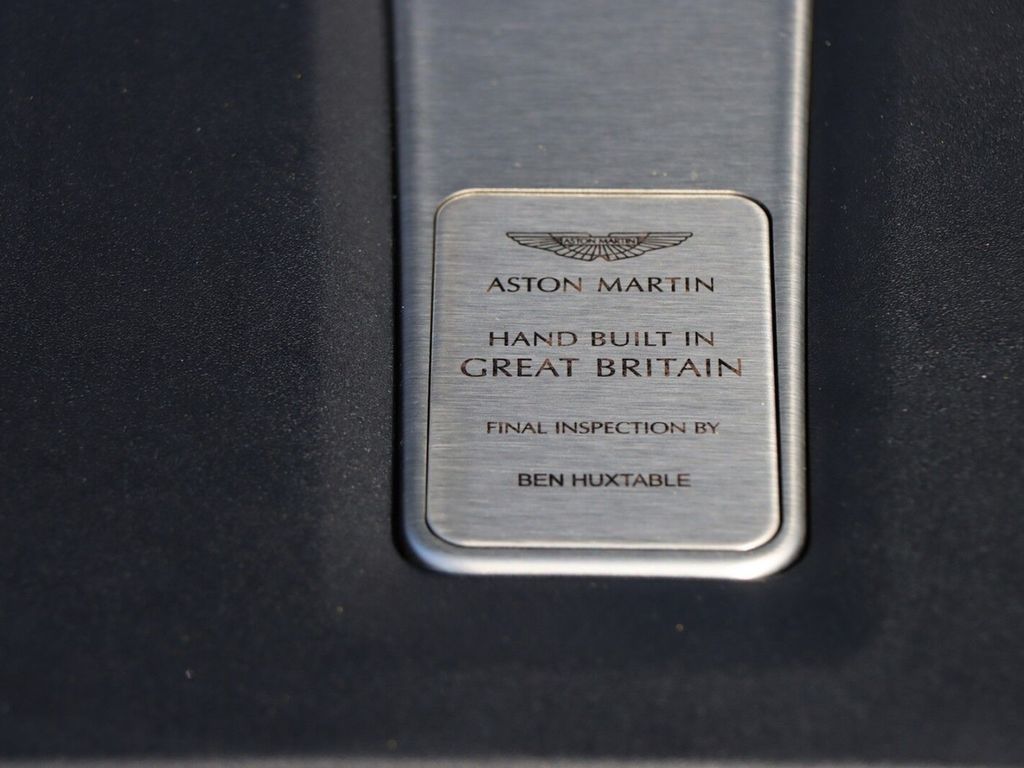 ASTON MARTIN
ASTON MARTIN
HAND BUILT IN
GREAT BRITAIN
FINAL INSPECTION BY
BEN HUXTABLE